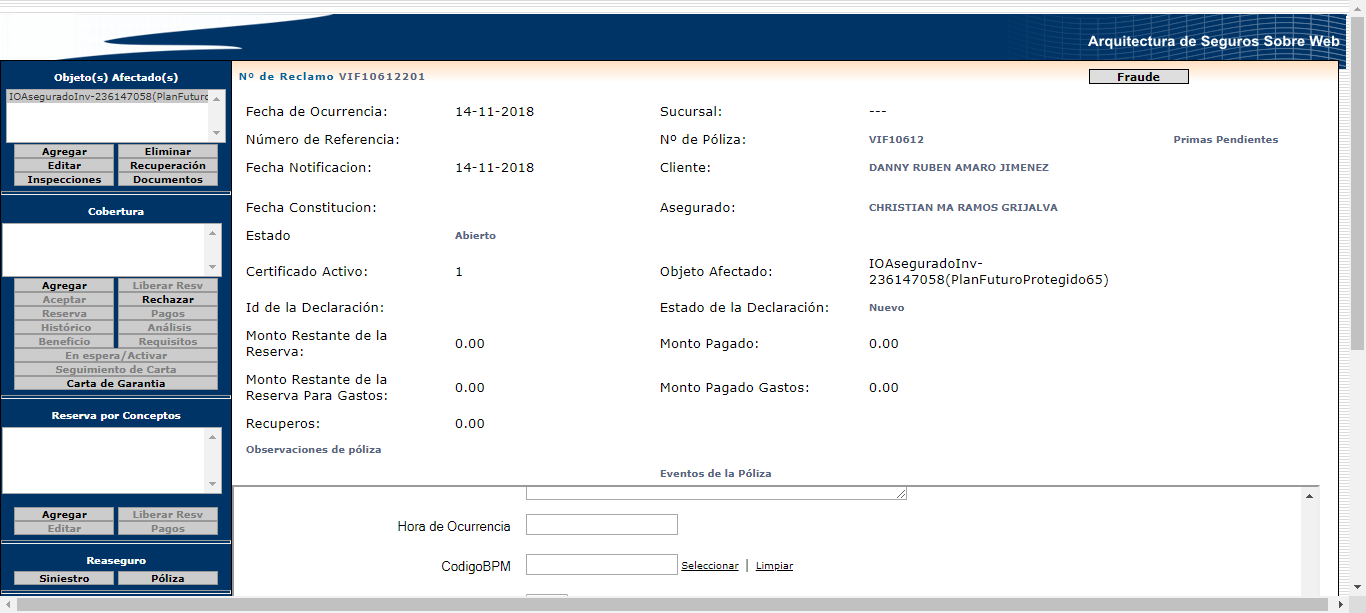 Arquitectura de Seguros Sobre Web
Objeto(s) Afectado(s)
IOAseguradoInv-236147058(PlanFuturo
Agregar Eliminar
Editar Recuperación
Inspecciones Documentos
Cobertura
Agregar Liberar Resv
Aceptar Rechazar
Reserva Pagos
Histórico Análisis
Beneficio Requisitos
En espera/Activar
Seguimiento de Carta
Carta de Garantia
Reserva por Conceptos
Agregar Liberar Resv
Editar Pagos
Reaseguro
Siniestro Póliza
Nº de Reclamo VIF10612201 Fraude
Fecha de Ocurrencia: 14-11-2018 Sucursal: ---
Número de Referencia: Nº de Póliza: VIF10612 Primas Pendientes
Fecha Notificacion: 14-11-2018 Cliente: DANNY RUBEN AMARO JIMENEZ
Fecha Constitucion: Asegurado: CHRISTIAN MA RAMOS GRIJALVA
Estado Abierto
Certificado Activo: 1 Objeto Afectado: IOAseguradoInv-
236147058(PlanFuturoProtegido65)
Id de la Declaración: Estado de la Declaración: Nuevo
Monto Restante de la
Reserva: 0.00 Monto Pagado: 0.00
Monto Restante de la
Reserva Para Gastos: 0.00 Monto Pagado Gastos: 0.00
Recuperos: 0.00
Observaciones de póliza
Eventos de la Póliza
Hora de Ocurrencia
CodigoBPM Seleccionar | Limpiar